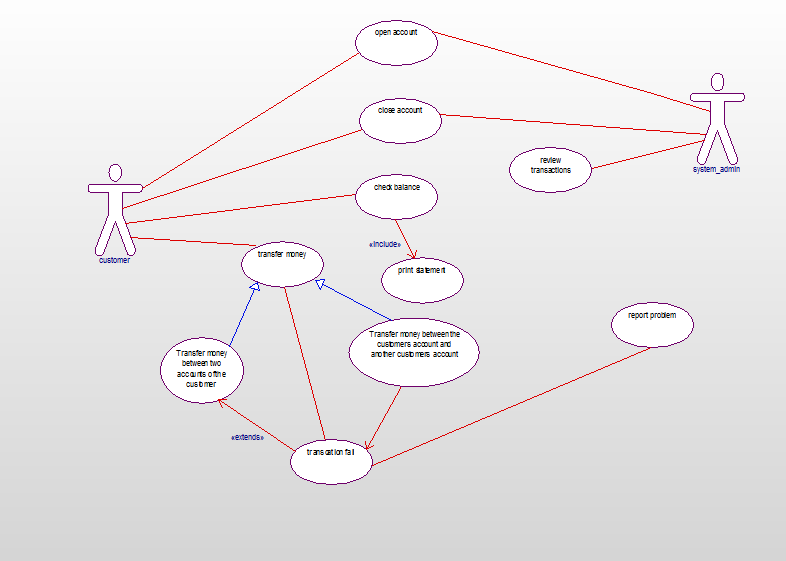 open account
close account
review
transactions
system_admin
check balance
customer
«include»
transfer money
print statement
report problem
Transfer money between the
customers account and
another customers account
Transfer money
between two
accounts of the
customer
«extends»
transcation fail